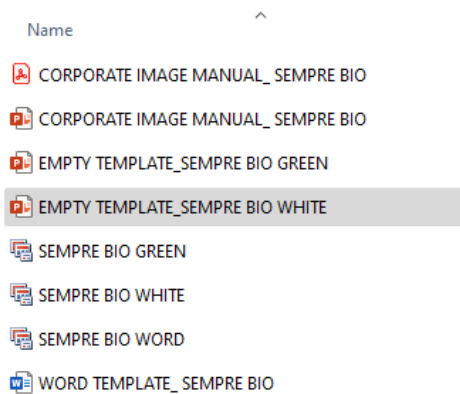 Name
CORPORATE IMAGE MANUAL_ SEMPRE BIO
CORPORATE IMAGE MANUAL_ SEMPRE BIO
EMPTY TEMPLATE_SEMPRE BIO GREEN
EMPTY TEMPLATE_SEMPRE BIO WHITE
SEMPRE BIO GREEN
SEMPRE BIO WHITE
SEMPRE BIO WORD
WORD TEMPLATE_ SEMPRE BIO